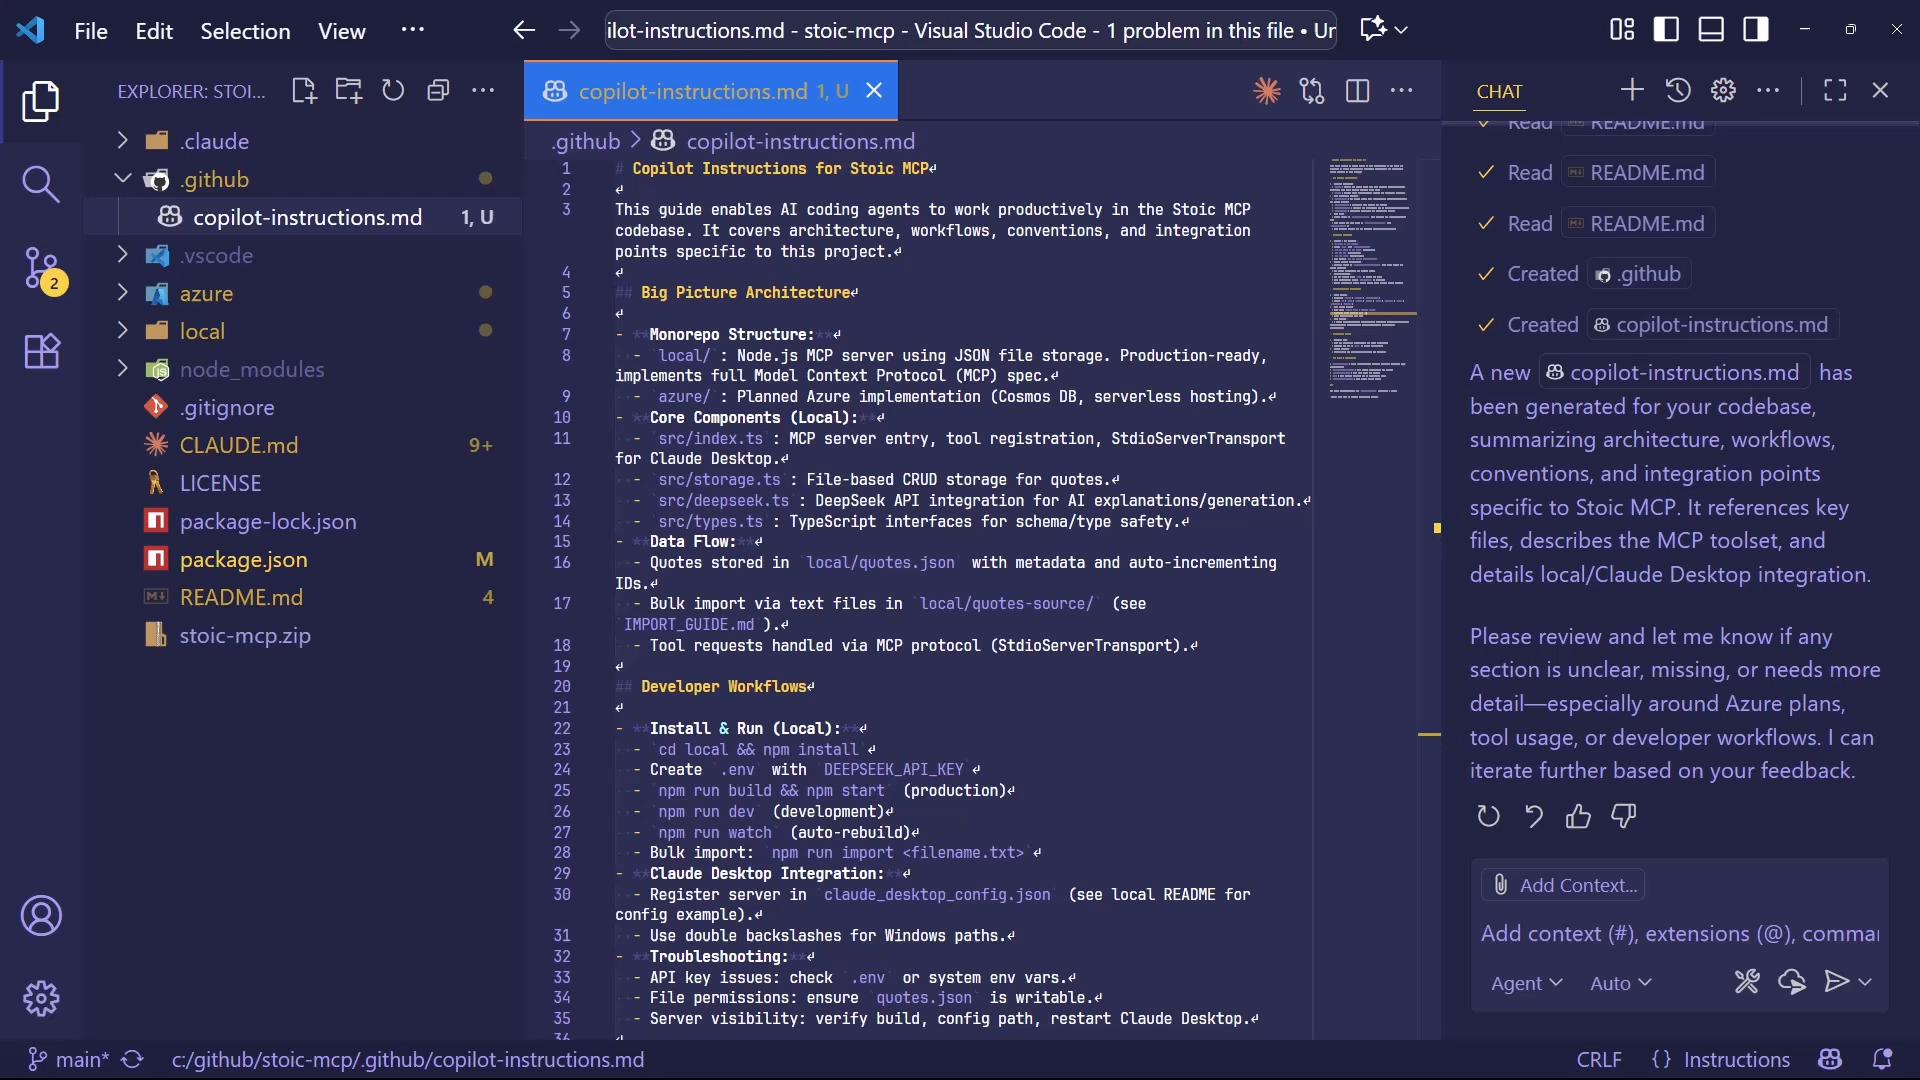 File Edit Selection View ···
ilot-instructions.md - stoic-mcp - Visual Studio Code - 1 problem in this file • Ur
EXPLORER: STOI...
.claude
.github
copilot-instructions.md 1, U
.vscode
azure
local
node_modules
.gitignore
CLAUDE.md 9+
LICENSE
package-lock.json
package.json M
README.md 4
stoic-mcp.zip
2
copilot-instructions.md 1, U
.github > copilot-instructions.md
1 # Copilot Instructions for Stoic MCP
2
3 This guide enables AI coding agents to work productively in the Stoic MCP
codebase. It covers architecture, workflows, conventions, and integration
points specific to this project.
4
5 ## Big Picture Architecture
6
7 - **Monorepo Structure:**
8 - `local/`: Node.js MCP server using JSON file storage. Production-ready,
implements full Model Context Protocol (MCP) spec.
9 - `azure/`: Planned Azure implementation (Cosmos DB, serverless hosting).
10 - **Core Components (Local):**
11 - `src/index.ts`: MCP server entry, tool registration, StdioServerTransport
for Claude Desktop.
12 - `src/storage.ts`: File-based CRUD storage for quotes.
13 - `src/deepseek.ts`: DeepSeek API integration for AI explanations/generation.
14 - `src/types.ts`: TypeScript interfaces for schema/type safety.
15 - **Data Flow:**
16 - Quotes stored in `local/quotes.json` with metadata and auto-incrementing
IDs.
17 - Bulk import via text files in `local/quotes-source/` (see
`IMPORT_GUIDE.md`).
18 - Tool requests handled via MCP protocol (StdioServerTransport).
19
20 ## Developer Workflows
21
22 - **Install & Run (Local):**
23 - `cd local && npm install`
24 - Create `.env` with `DEEPSEEK_API_KEY`
25 - `npm run build && npm start` (production)
26 - `npm run dev` (development)
27 - `npm run watch` (auto-rebuild)
28 - Bulk import: `npm run import <filename.txt>`
29 - **Claude Desktop Integration:**
30 - Register server in `claude_desktop_config.json` (see local README for
config example).
31 - Use double backslashes for Windows paths.
32 - **Troubleshooting:**
33 - API key issues: check `.env` or system env vars.
34 - File permissions: ensure `quotes.json` is writable.
35 - Server visibility: verify build, config path, restart Claude Desktop.
36
CHAT
Read README.md
Read README.md
Read README.md
Created .github
Created copilot-instructions.md
A new copilot-instructions.md has
been generated for your codebase,
summarizing architecture, workflows,
conventions, and integration points
specific to Stoic MCP. It references key
files, describes the MCP toolset, and
details local/Claude Desktop integration.
Please review and let me know if any
section is unclear, missing, or needs more
detail—especially around Azure plans,
tool usage, or developer workflows. I can
iterate further based on your feedback.
Add Context...
Add context (#), extensions (@), comma
Agent Auto
main* c:/github/stoic-mcp/.github/copilot-instructions.md
CRLF {} Instructions